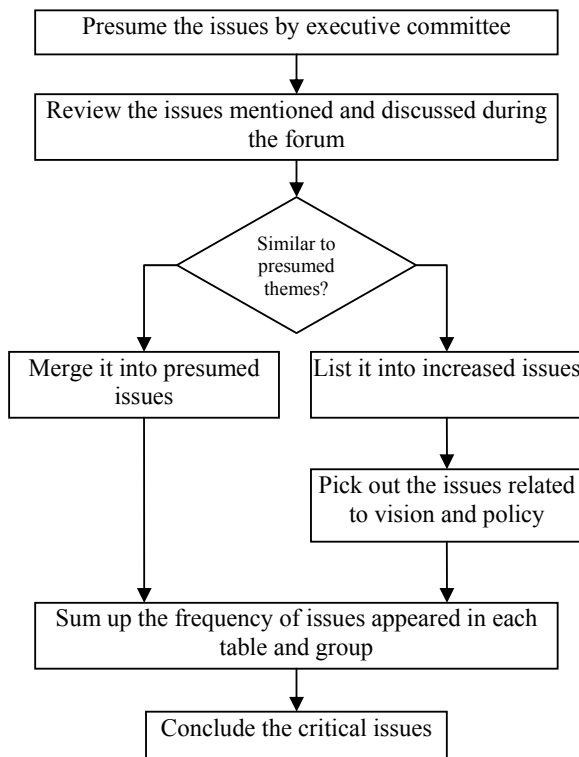 Presume the issues by executive committee
Review the issues mentioned and discussed during
the forum
Similar to
presumed
themes?
Merge it into presumed
issues
List it into increased issues
Pick out the issues related
to vision and policy
Sum up the frequency of issues appeared in each
table and group
Conclude the critical issues